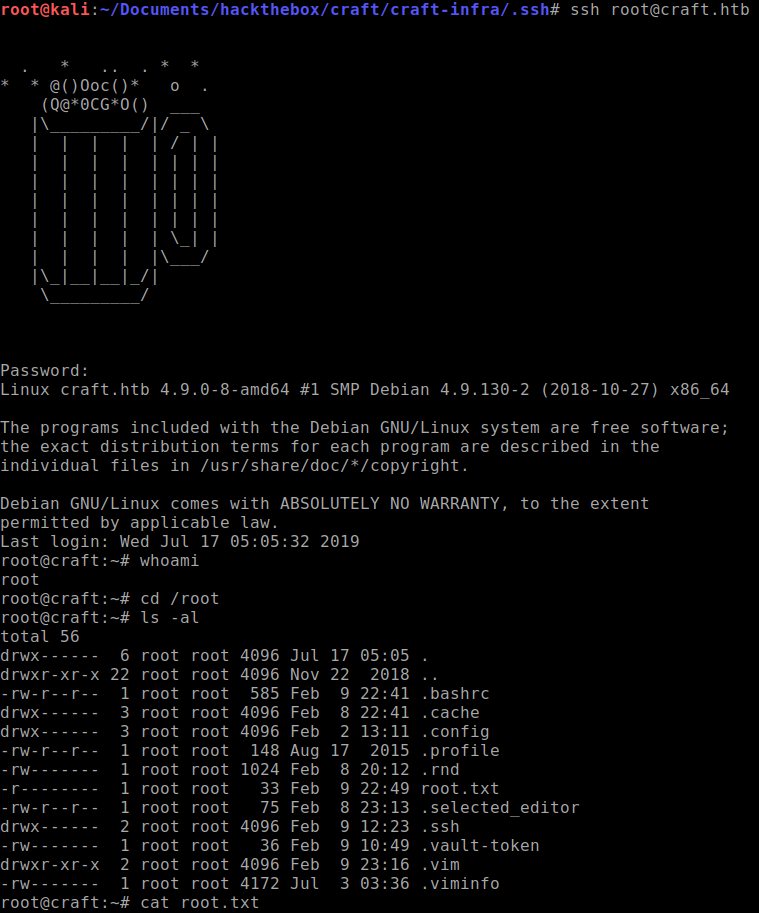 root@kali:~/Documents/hackthebox/craft/craft-infra/.ssh# ssh root@craft.htb
  .   *   ..  . *  *
*  * @()Ooc()*   o  .
    (Q@*0CG*O()  ___
   |\_________/|/ _ \
   |  |  |  |  | / | |
   |  |  |  |  | | | |
   |  |  |  |  | | | |
   |  |  |  |  | | | |
   |  |  |  |  | | | |
   |  |  |  |  | \_| |
   |  |  |  |  |\___/
   |\_|__|__|_/|
    \_________/
Password:
Linux craft.htb 4.9.0-8-amd64 #1 SMP Debian 4.9.130-2 (2018-10-27) x86_64
The programs included with the Debian GNU/Linux system are free software;
the exact distribution terms for each program are described in the
individual files in /usr/share/doc/*/copyright.
Debian GNU/Linux comes with ABSOLUTELY NO WARRANTY, to the extent
permitted by applicable law.
Last login: Wed Jul 17 05:05:32 2019
root@craft:~# whoami
root
root@craft:~# cd /root
root@craft:~# ls -al
total 56
drwx------  6 root root 4096 Jul 17 05:05 .
drwxr-xr-x 22 root root 4096 Nov 22  2018 ..
-rw-r--r--  1 root root  585 Feb  9 22:41 .bashrc
drwx------  3 root root 4096 Feb  8 22:41 .cache
drwx------  3 root root 4096 Feb  2 13:11 .config
-rw-r--r--  1 root root  148 Aug 17  2015 .profile
-rw-------  1 root root 1024 Feb  8 20:12 .rnd
-r--------  1 root root   33 Feb  9 22:49 root.txt
-rw-r--r--  1 root root   75 Feb  8 23:13 .selected_editor
drwx------  2 root root 4096 Feb  9 12:23 .ssh
-rw-------  1 root root   36 Feb  9 10:49 .vault-token
drwxr-xr-x  2 root root 4096 Feb  9 23:16 .vim
-rw-------  1 root root 4172 Jul  3 03:36 .viminfo
root@craft:~# cat root.txt